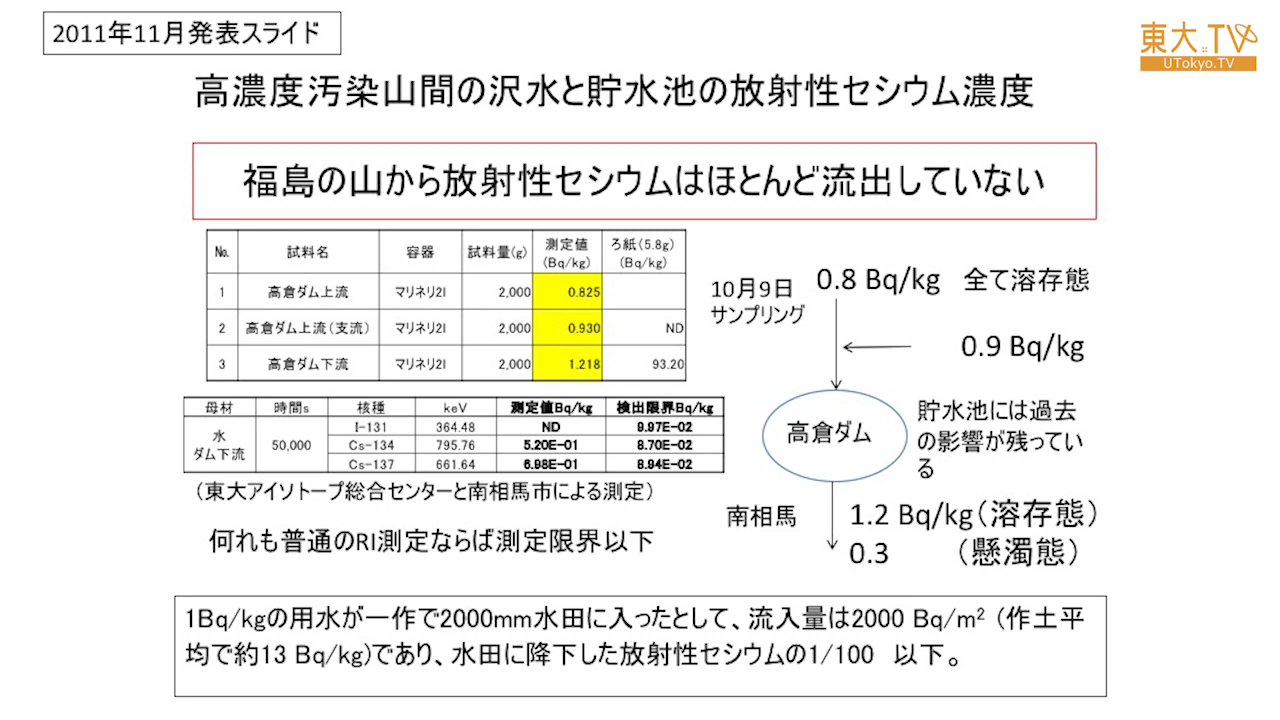 2011年11月発表スライド
東大TV
UTokyo.TV
高濃度汚染山間の沢水と貯水池の放射性セシウム濃度
福島の山から放射性セシウムはほとんど流出していない
No. 試料名 容器 試料量(g) 測定値(Bq/kg) ろ紙(5.8g)(Bq/kg)
1 高倉ダム上流 マリネリ2l 2,000 0.825
2 高倉ダム上流(支流) マリネリ2l 2,000 0.930 ND
3 高倉ダム下流 マリネリ2l 2,000 1.218 93.20
母材 時間s 核種 keV 測定値Bq/kg 検出限界Bq/kg
水 ダム下流 50,000 I-131 364.48 ND 9.97E-02
Cs-134 795.76 5.20E-01 8.70E-02
Cs-137 661.64 6.98E-01 8.94E-02
(東大アイソトープ総合センターと南相馬市による測定)
何れも普通のRI測定ならば測定限界以下
10月9日
サンプリング
0.8 Bq/kg 全て溶存態
0.9 Bq/kg
高倉ダム
貯水池には過去
の影響が残ってい
る
南相馬
1.2 Bq/kg(溶存態)
0.3 (懸濁態)
1Bq/kgの用水が一作で2000mm水田に入ったとして、流入量は2000 Bq/m² (作土平
均で約13 Bq/kg)であり、水田に降下した放射性セシウムの1/100 以下。